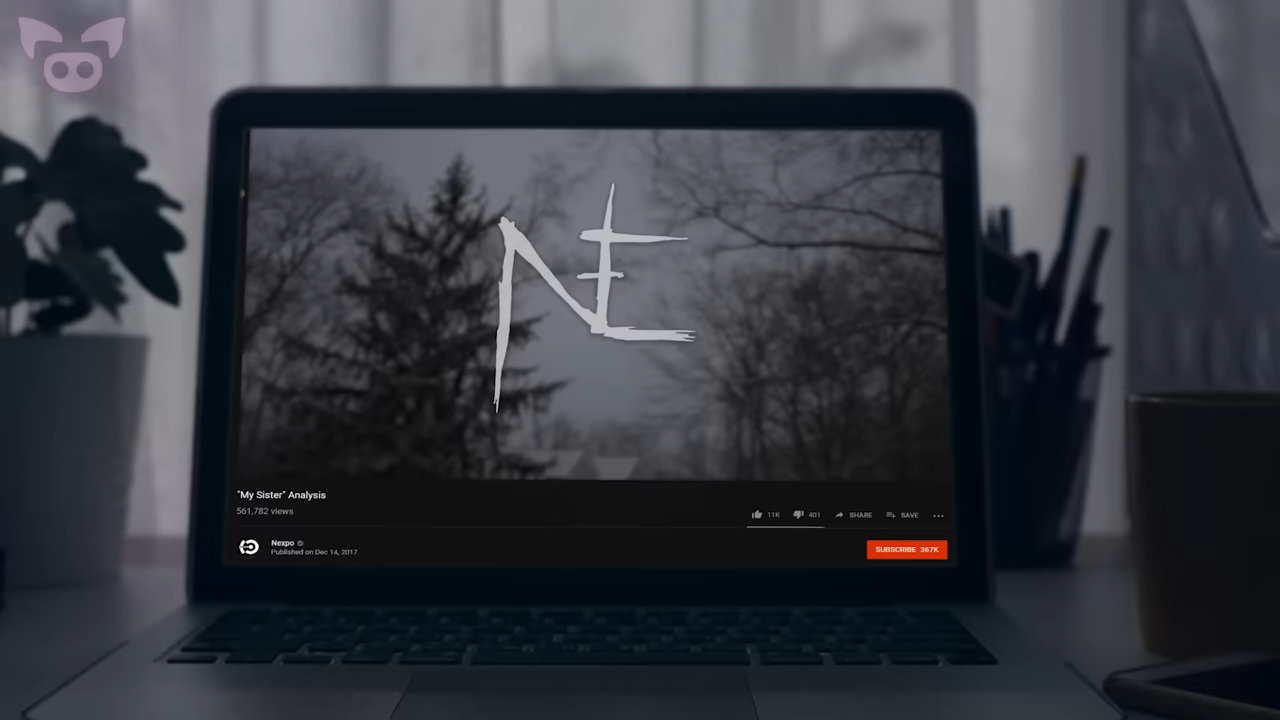 NE
"My Sister" Analysis
561,782 views
11K 401 SHARE SAVE
Nexpo
Published on Dec 14, 2017
SUBSCRIBE 367K